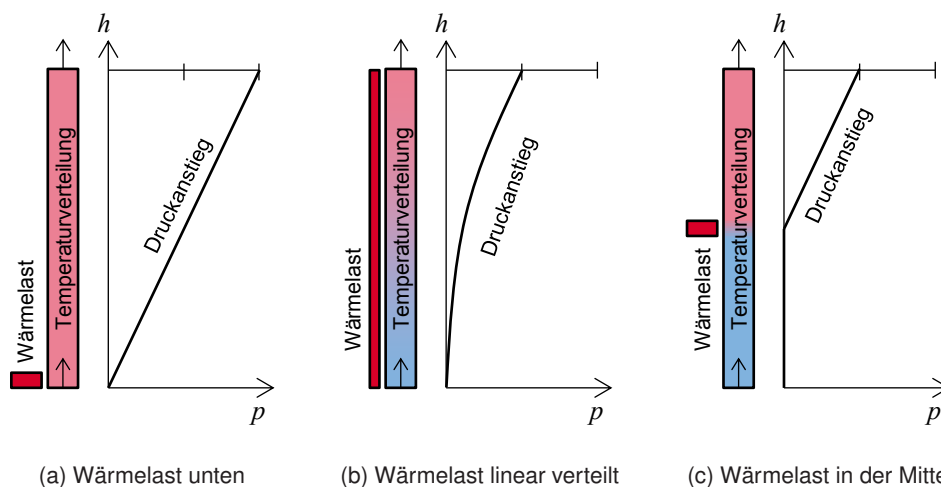 h
Wärmelast
Temperaturverteilung
Druckanstieg
p
(a) Wärmelast unten
h
Wärmelast
Temperaturverteilung
Druckanstieg
p
(b) Wärmelast linear verteilt
h
Wärmelast
Temperaturverteilung
Druckanstieg
p
(c) Wärmelast in der Mitte